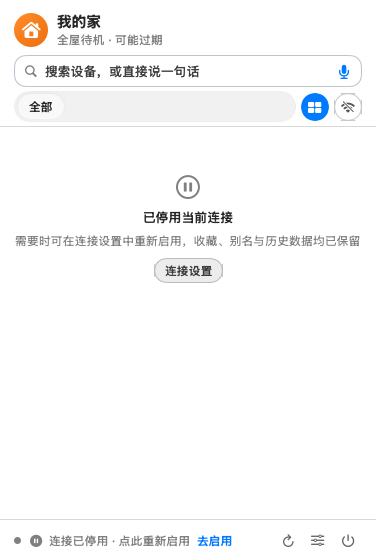 我的家
全屋待机 · 可能过期
搜索设备，或直接说一句话
全部
已停用当前连接
需要时可在连接设置中重新启用，收藏、别名与历史数据均已保留
连接设置
连接已停用 · 点此重新启用 去启用